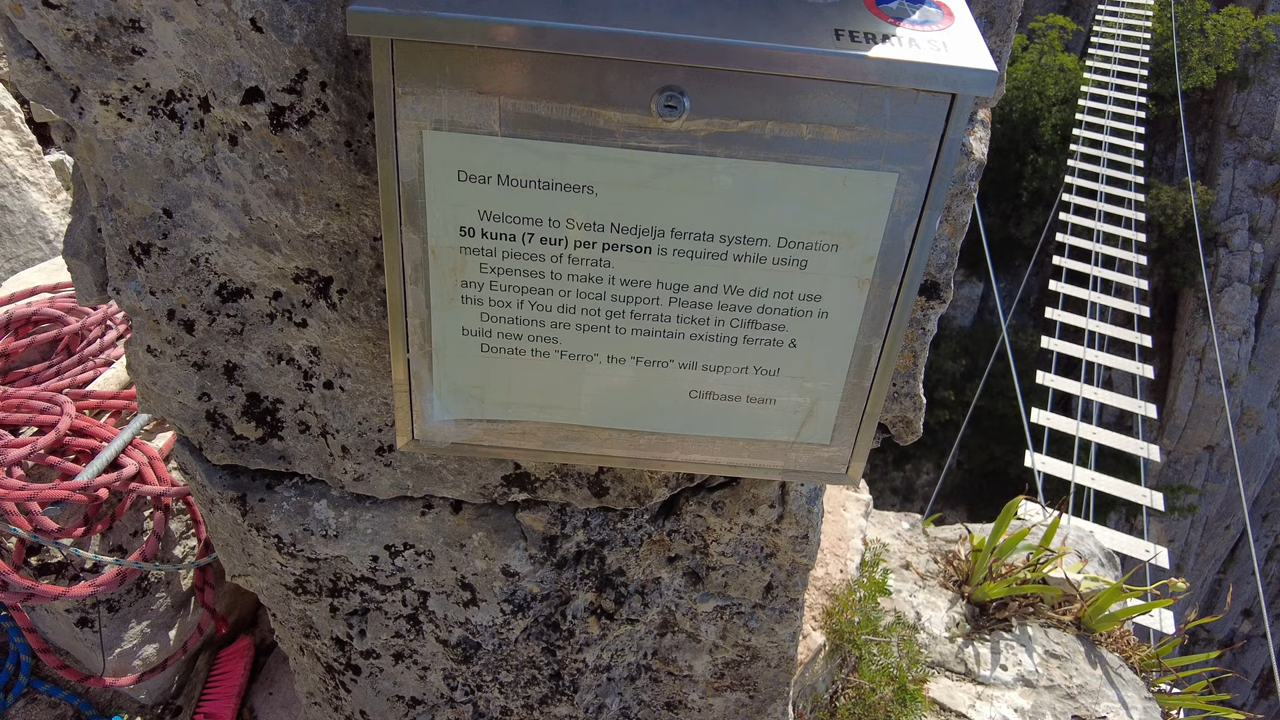 FERATA.SI
Dear Mountaineers,
Welcome to Sveta Nedjelja ferrata system. Donation
50 kuna (7 eur) per person is required while using
metal pieces of ferrata.
Expenses to make it were huge and We did not use
any European or local support. Please leave donation in
this box if You did not get ferrata ticket in Cliffbase.
Donations are spent to maintain existing ferrate &
build new ones.
Donate the "Ferro", the "Ferro" will support You!
Cliffbase team